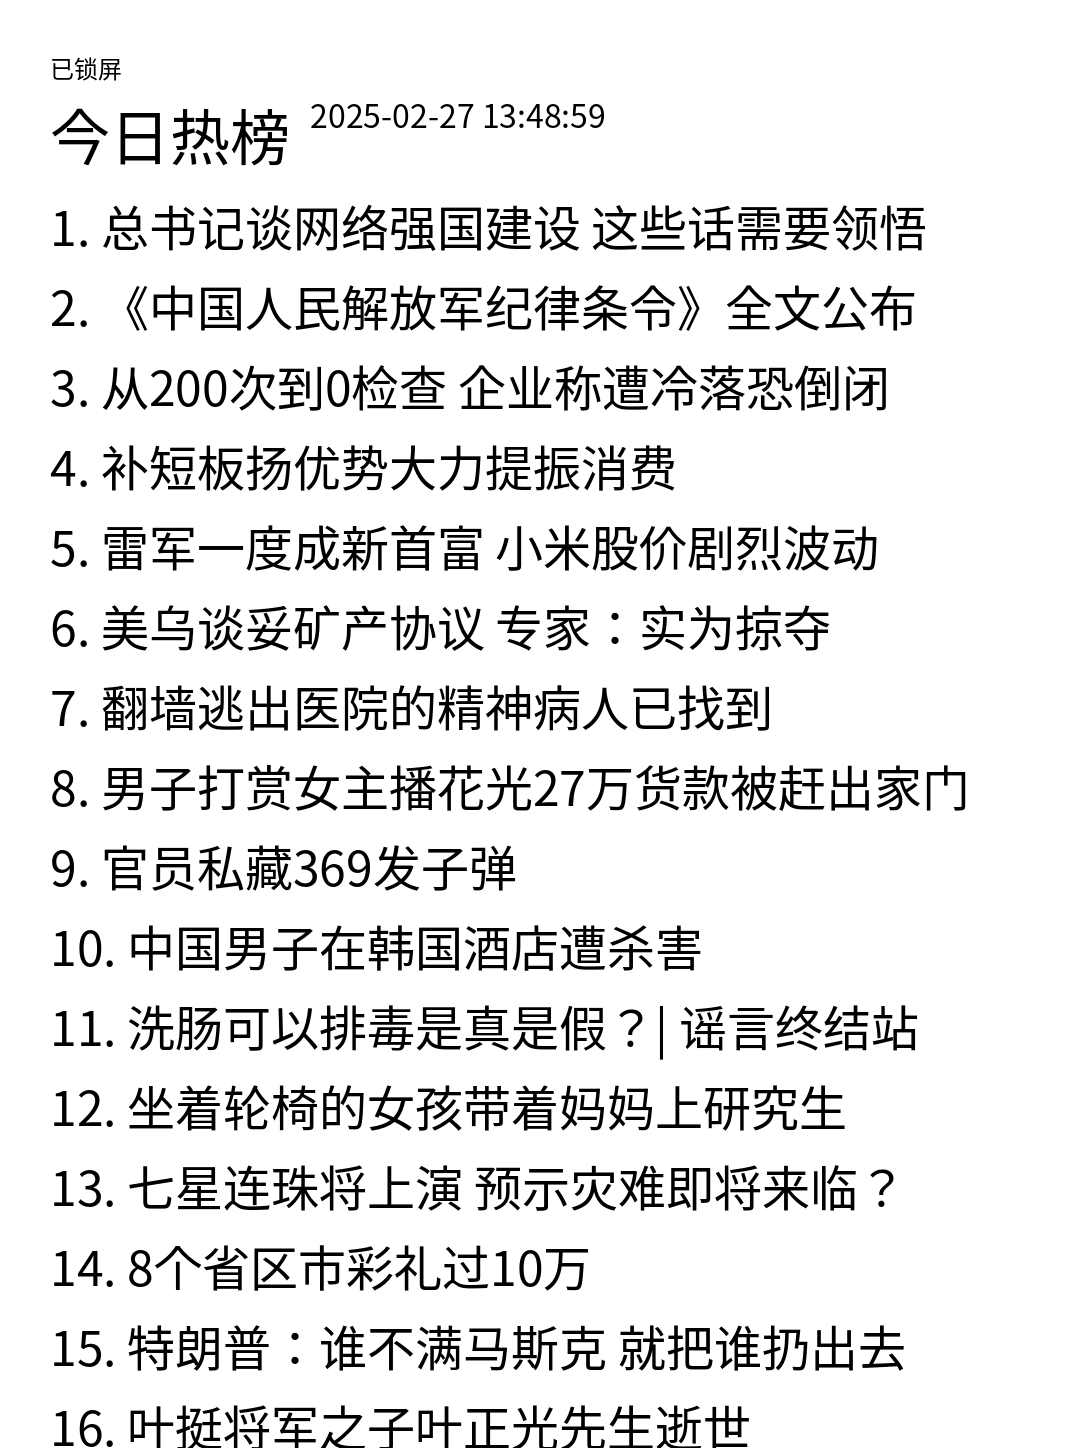 已锁屏
今日热榜 2025-02-27 13:48:59
1. 总书记谈网络强国建设 这些话需要领悟
2. 《中国人民解放军纪律条令》全文公布
3. 从200次到0检查 企业称遭冷落恐倒闭
4. 补短板扬优势大力提振消费
5. 雷军一度成新首富 小米股价剧烈波动
6. 美乌谈妥矿产协议 专家：实为掠夺
7. 翻墙逃出医院的精神病人已找到
8. 男子打赏女主播花光27万货款被赶出家门
9. 官员私藏369发子弹
10. 中国男子在韩国酒店遭杀害
11. 洗肠可以排毒是真是假？| 谣言终结站
12. 坐着轮椅的女孩带着妈妈上研究生
13. 七星连珠将上演 预示灾难即将来临？
14. 8个省区市彩礼过10万
15. 特朗普：谁不满马斯克 就把谁扔出去
16. 叶挺将军之子叶正光先生逝世